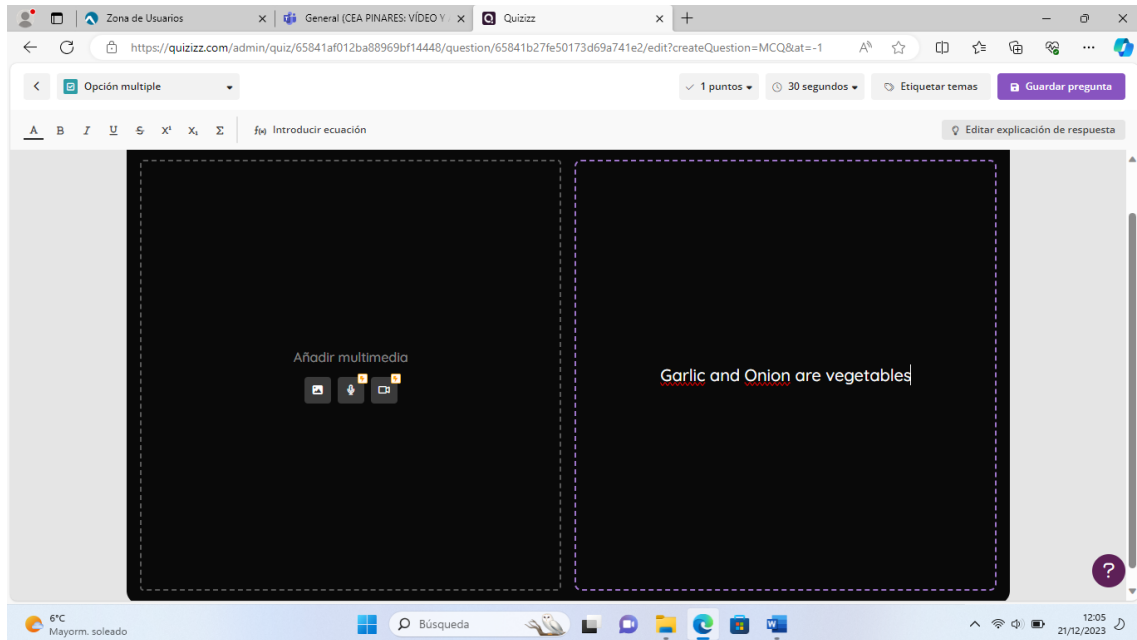 Zona de Usuarios
General (CEA PINARES: VÍDEO Y
Quizizz
https://quizizz.com/admin/quiz/65841af012ba88969bf14448/question/65841b27fe50173d69a741e2/edit?createQuestion=MCQ&at=-1
Opción multiple
1 puntos
30 segundos
Etiquetar temas
Guardar pregunta
A B I U S X¹ X₁ Σ f(x) Introducir ecuación
Editar explicación de respuesta
Añadir multimedia
Garlic and Onion are vegetables
?
6°C
Mayorm. soleado
Búsqueda
12:05
21/12/2023